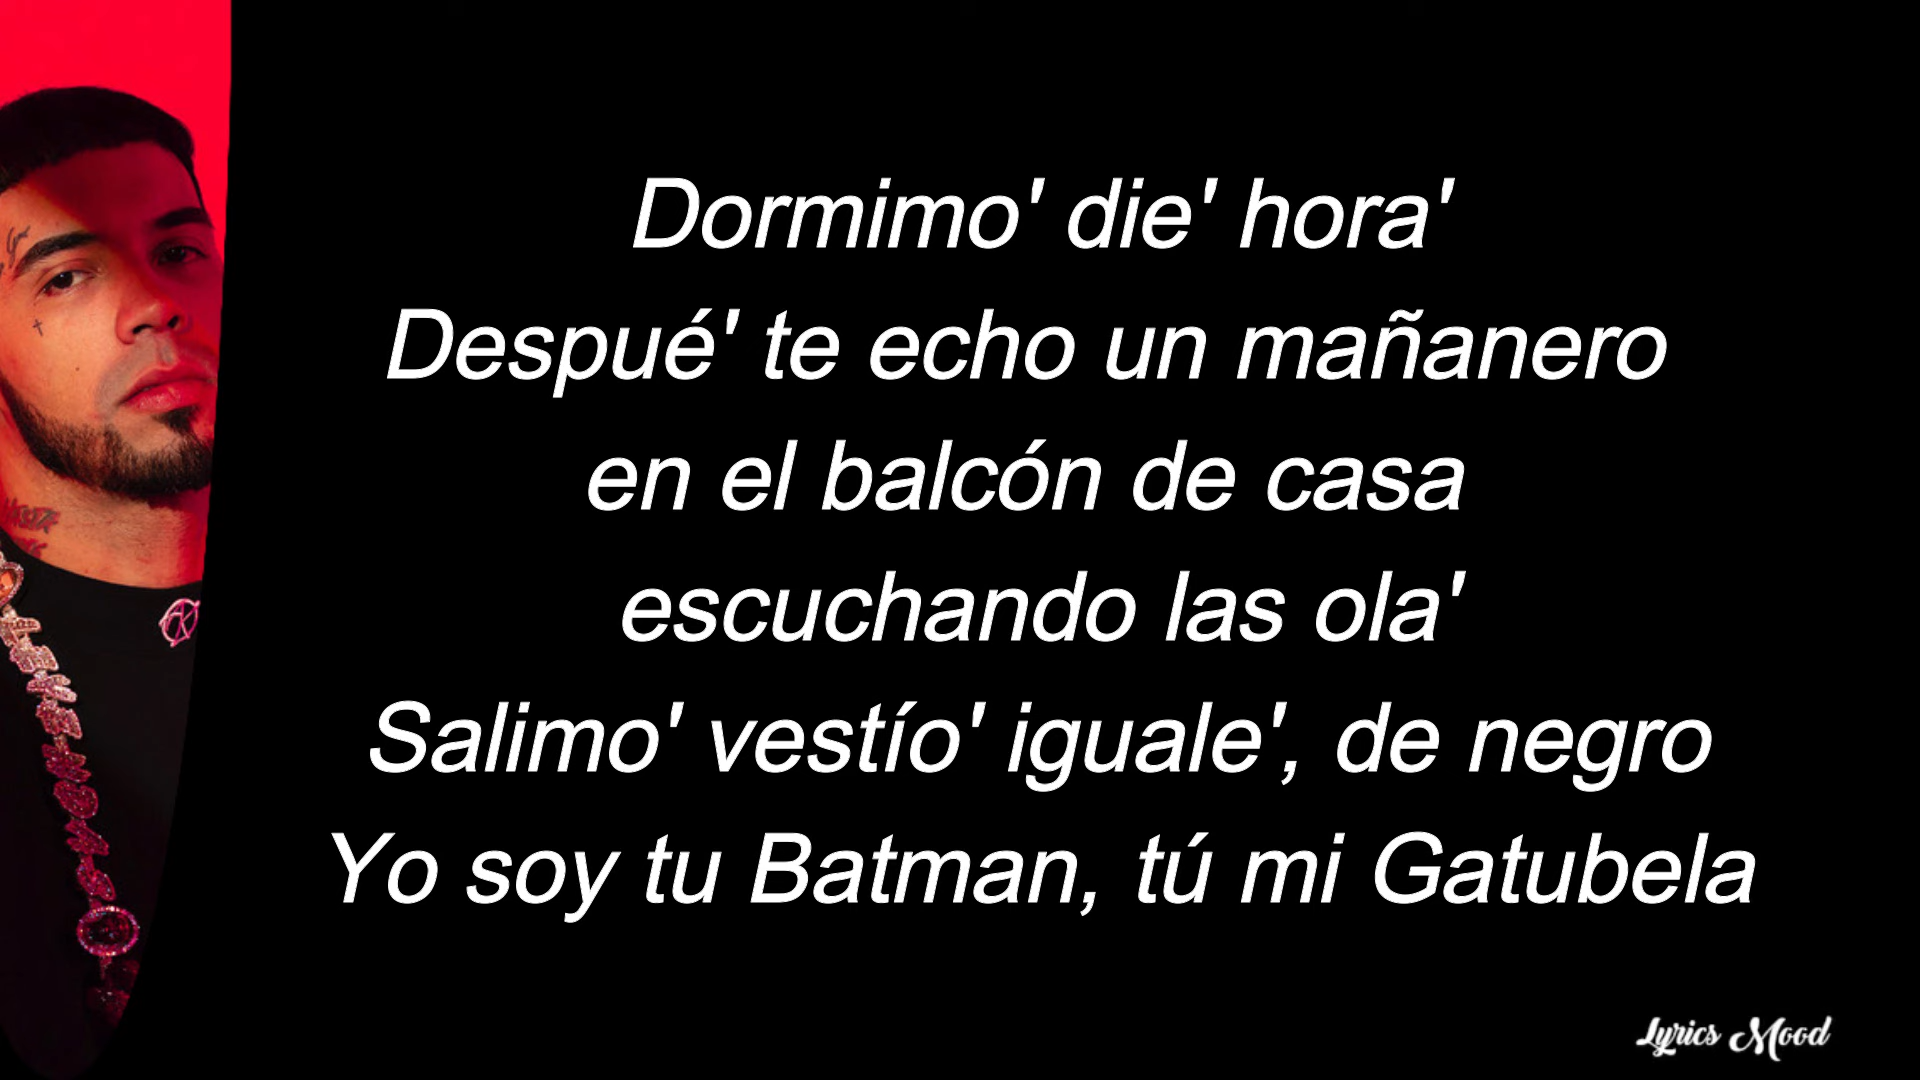 Dormimo' die' hora'
Despué' te echo un mañanero
en el balcón de casa
escuchando las ola'
Salimo' vestío' iguale', de negro
Yo soy tu Batman, tú mi Gatubela
Lyrics Mood